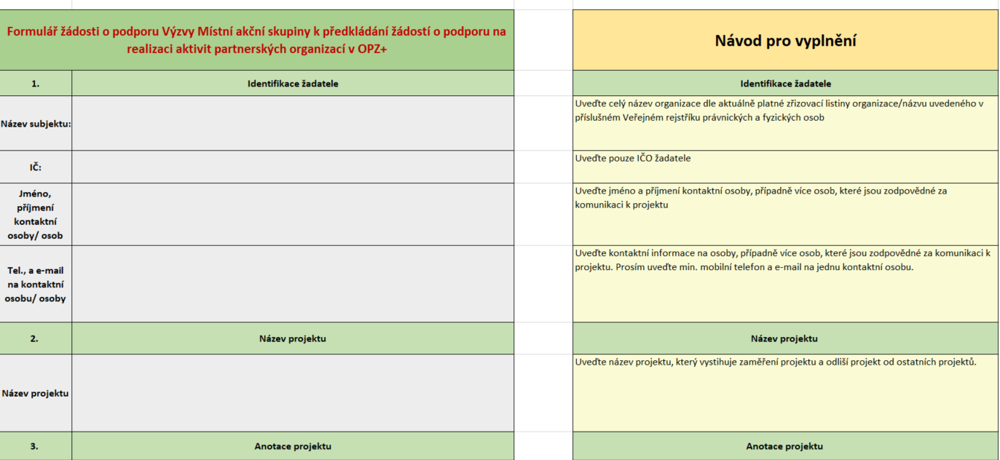 Formulář žádosti o podporu Výzvy Místní akční skupiny k předkládání žádostí o podporu na
realizaci aktivit partnerských organizací v OPZ+
Návod pro vyplnění
1.
Identifikace žadatele
Identifikace žadatele
Název subjektu:
Uveďte celý název organizace dle aktuálně platné zřizovací listiny organizace/názvu uvedeného v
příslušném Veřejném rejstříku právnických a fyzických osob
IČ:
Uveďte pouze IČO žadatele
Jméno,
příjmení
kontaktní
osoby/ osob
Uveďte jméno a příjmení kontaktní osoby, případně více osob, které jsou zodpovědné za
komunikaci k projektu
Tel., a e-mail
na kontaktní
osobu/ osoby
Uveďte kontaktní informace na osoby, případně více osob, které jsou zodpovědné za komunikaci k
projektu. Prosím uveďte min. mobilní telefon a e-mail na jednu kontaktní osobu.
2.
Název projektu
Název projektu
Název projektu
Uveďte název projektu, který vystihuje zaměření projektu a odliší projekt od ostatních projektů.
3.
Anotace projektu
Anotace projektu